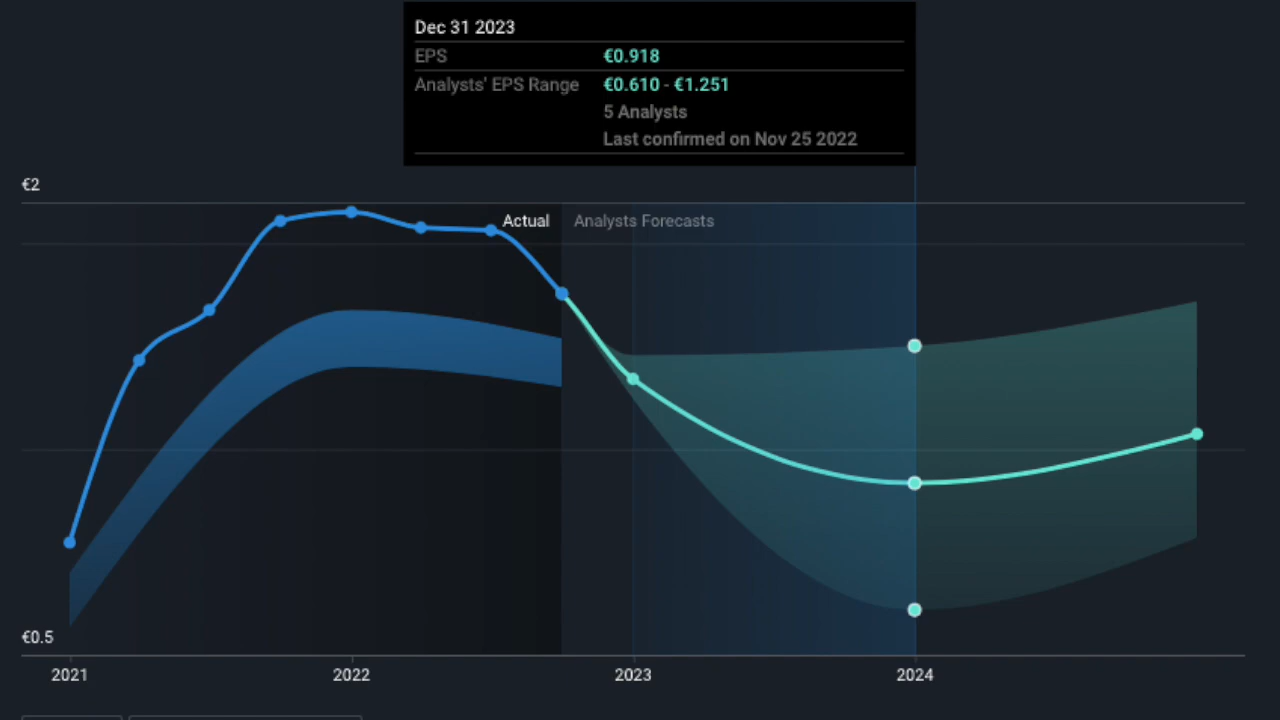 Dec 31 2023
EPS €0.918
Analysts' EPS Range €0.610 - €1.251
5 Analysts
Last confirmed on Nov 25 2022
€2
Actual Analysts Forecasts
€0.5
2021 2022 2023 2024